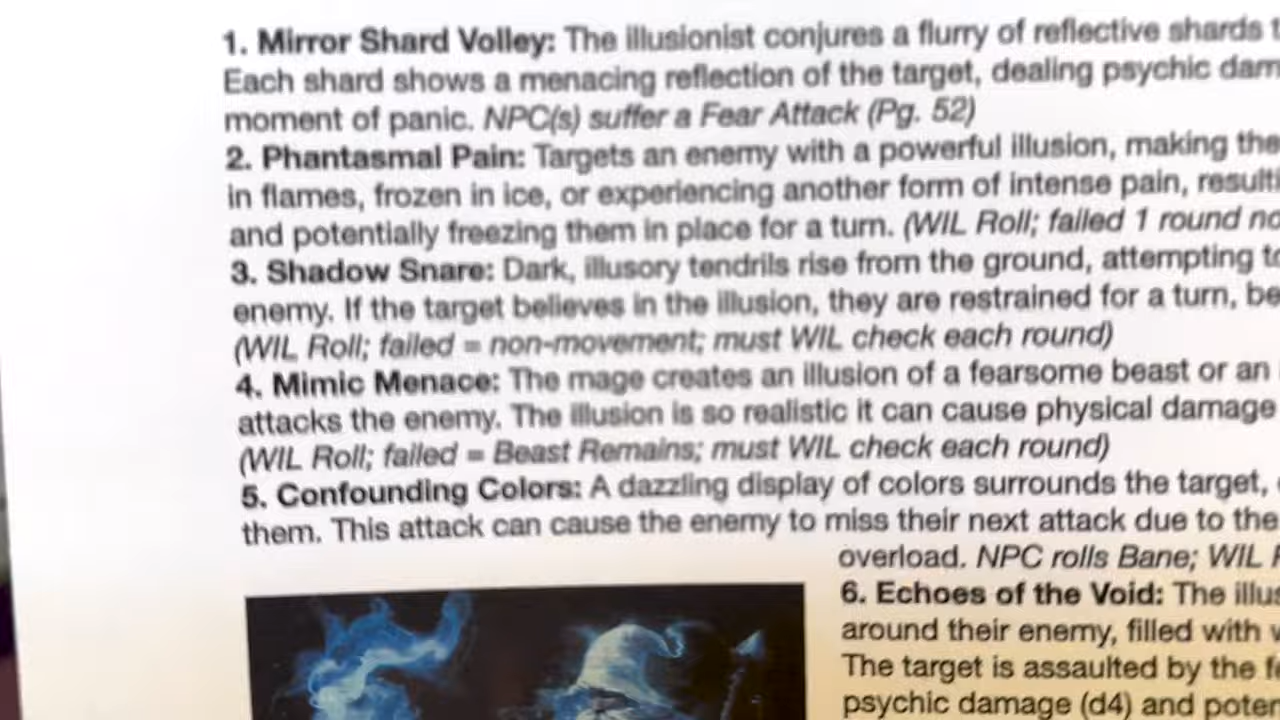 1. Mirror Shard Volley: The illusionist conjures a flurry of reflective shards
Each shard shows a menacing reflection of the target, dealing psychic dam
moment of panic. NPC(s) suffer a Fear Attack (Pg. 52)
2. Phantasmal Pain: Targets an enemy with a powerful illusion, making the
in flames, frozen in ice, or experiencing another form of intense pain, resulti
and potentially freezing them in place for a turn. (WIL Roll; failed 1 round no
3. Shadow Snare: Dark, illusory tendrils rise from the ground, attempting to
enemy. If the target believes in the illusion, they are restrained for a turn, be
(WIL Roll; failed = non-movement; must WIL check each round)
4. Mimic Menace: The mage creates an illusion of a fearsome beast or an
attacks the enemy. The illusion is so realistic it can cause physical damage
(WIL Roll; failed = Beast Remains; must WIL check each round)
5. Confounding Colors: A dazzling display of colors surrounds the target,
them. This attack can cause the enemy to miss their next attack due to the
overload. NPC rolls Bane; WIL
6. Echoes of the Void: The illus
around their enemy, filled with
The target is assaulted by the
psychic damage (d4) and poten